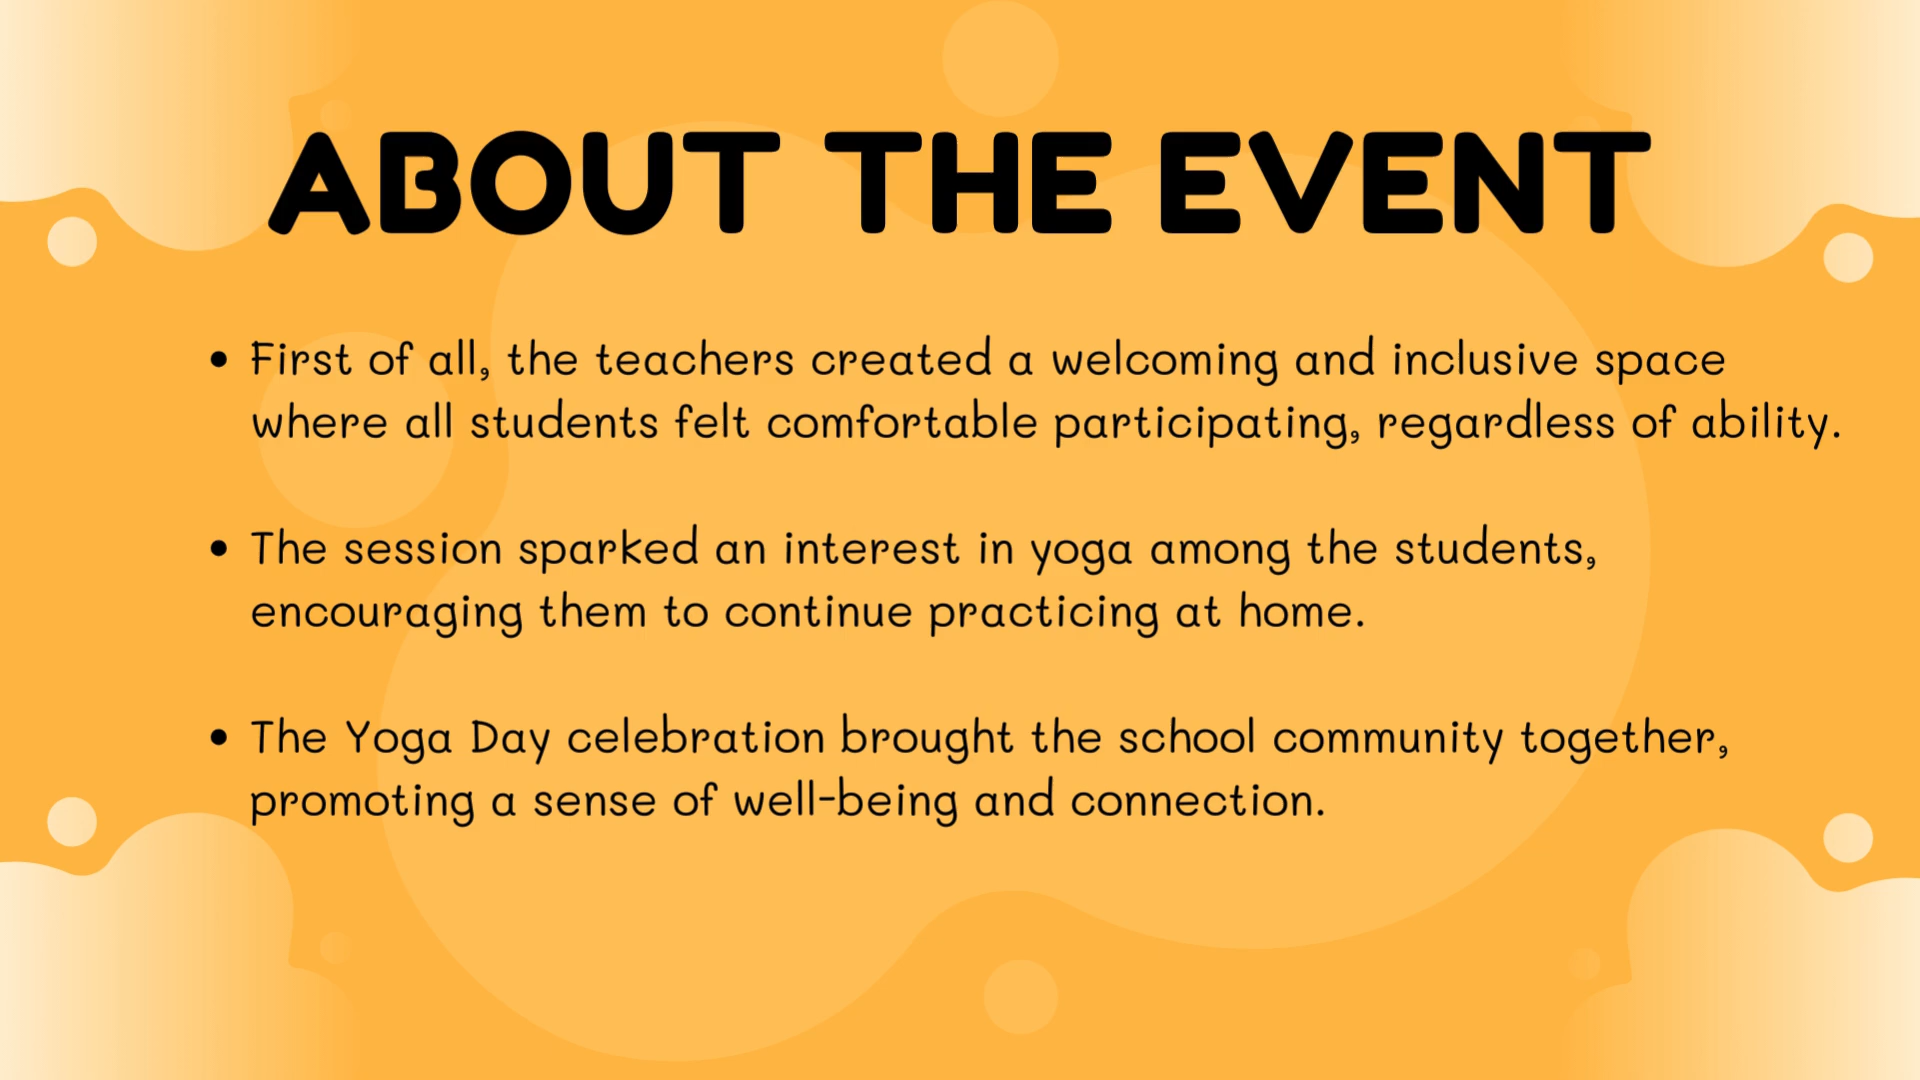 ABOUT THE EVENT
• First of all, the teachers created a welcoming and inclusive space
where all students felt comfortable participating, regardless of ability.
• The session sparked an interest in yoga among the students,
encouraging them to continue practicing at home.
• The Yoga Day celebration brought the school community together,
promoting a sense of well-being and connection.